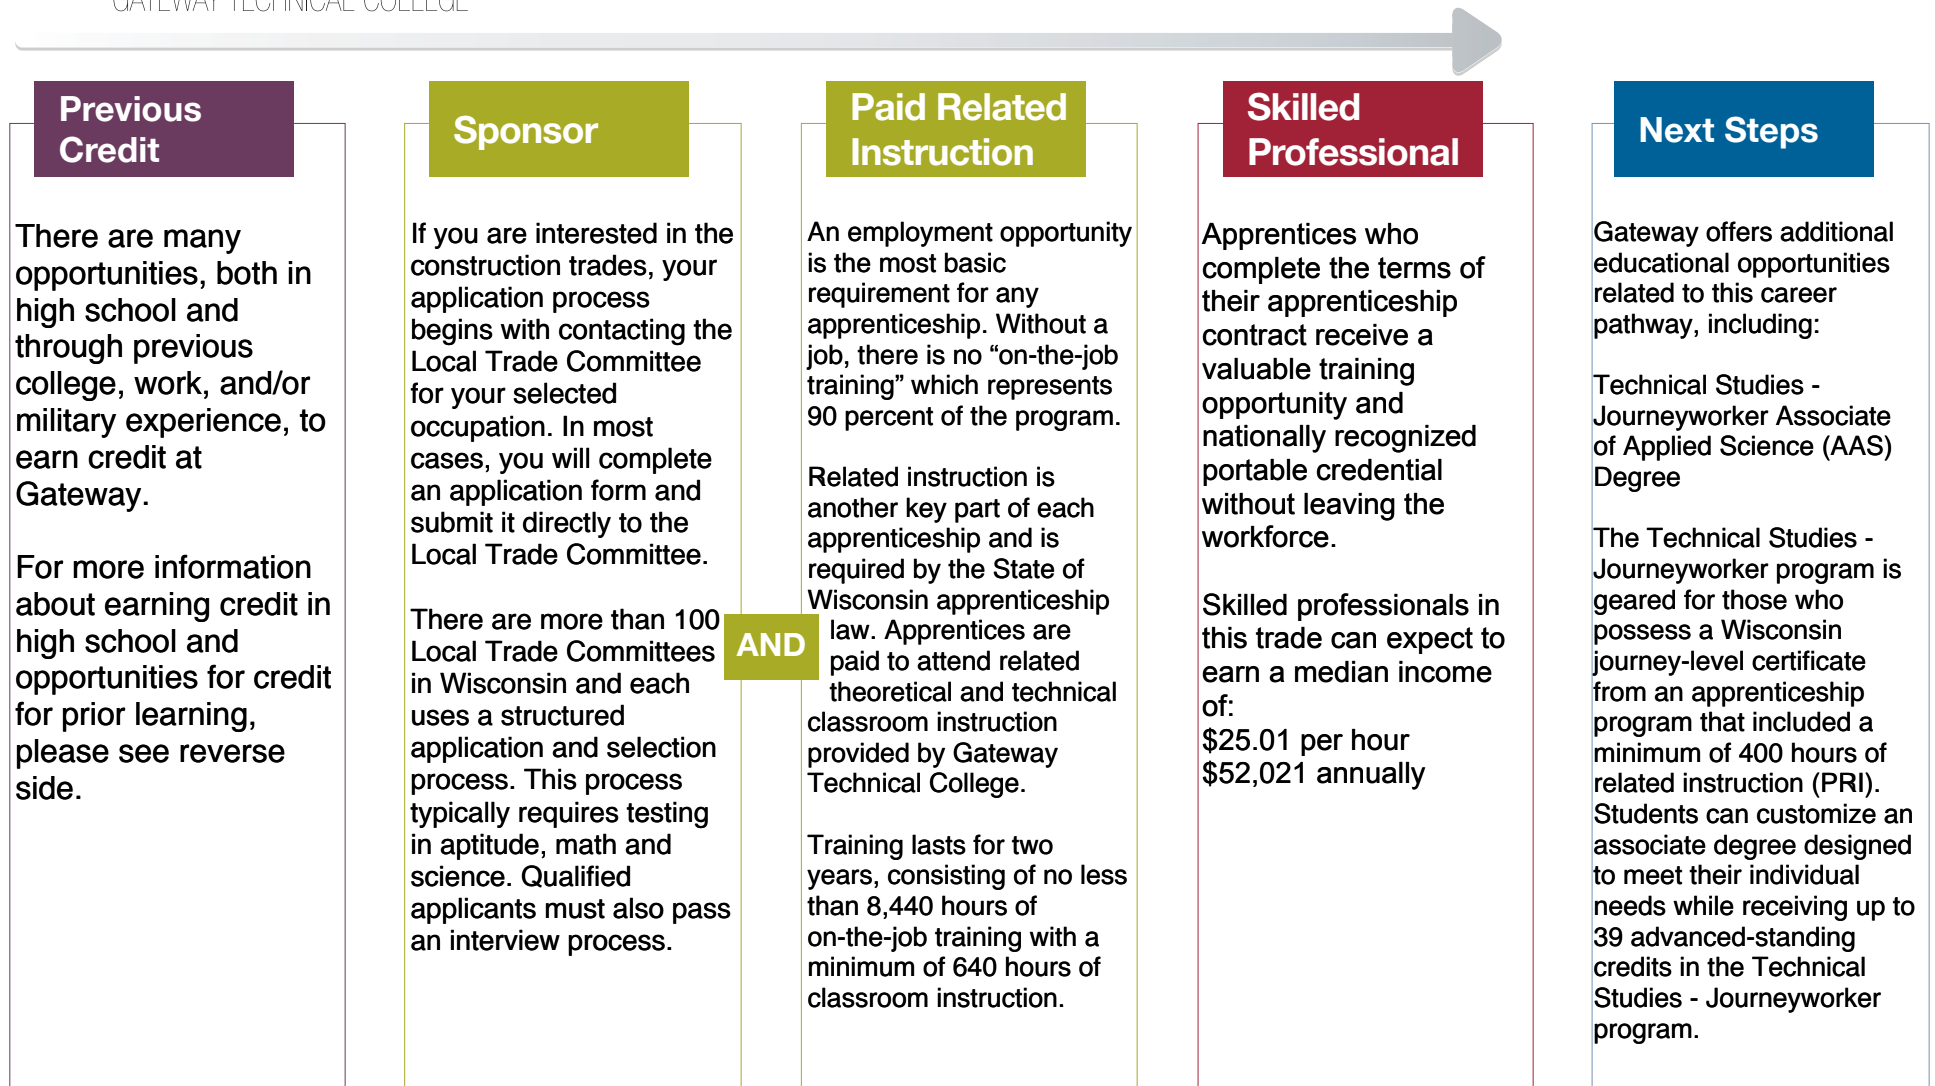 GATEWAY TECHNICAL COLLEGE
Previous
Credit
There are many
opportunities, both in
high school and
through previous
college, work, and/or
military experience, to
earn credit at
Gateway.
For more information
about earning credit in
high school and
opportunities for credit
for prior learning,
please see reverse
side.
Sponsor
If you are interested in the
construction trades, your
application process
begins with contacting the
Local Trade Committee
for your selected
occupation. In most
cases, you will complete
an application form and
submit it directly to the
Local Trade Committee.
There are more than 100
Local Trade Committees
in Wisconsin and each
uses a structured
application and selection
process. This process
typically requires testing
in aptitude, math and
science. Qualified
applicants must also pass
an interview process.
AND
Paid Related
Instruction
An employment opportunity
is the most basic
requirement for any
apprenticeship. Without a
job, there is no “on-the-job
training” which represents
90 percent of the program.
Related instruction is
another key part of each
apprenticeship and is
required by the State of
Wisconsin apprenticeship
law. Apprentices are
paid to attend related
theoretical and technical
classroom instruction
provided by Gateway
Technical College.
Training lasts for two
years, consisting of no less
than 8,440 hours of
on-the-job training with a
minimum of 640 hours of
classroom instruction.
Skilled
Professional
Apprentices who
complete the terms of
their apprenticeship
contract receive a
valuable training
opportunity and
nationally recognized
portable credential
without leaving the
workforce.
Skilled professionals in
this trade can expect to
earn a median income
of:
$25.01 per hour
$52,021 annually
Next Steps
Gateway offers additional
educational opportunities
related to this career
pathway, including:
Technical Studies -
Journeyworker Associate
of Applied Science (AAS)
Degree
The Technical Studies -
Journeyworker program is
geared for those who
possess a Wisconsin
journey-level certificate
from an apprenticeship
program that included a
minimum of 400 hours of
related instruction (PRI).
Students can customize an
associate degree designed
to meet their individual
needs while receiving up to
39 advanced-standing
credits in the Technical
Studies - Journeyworker
program.